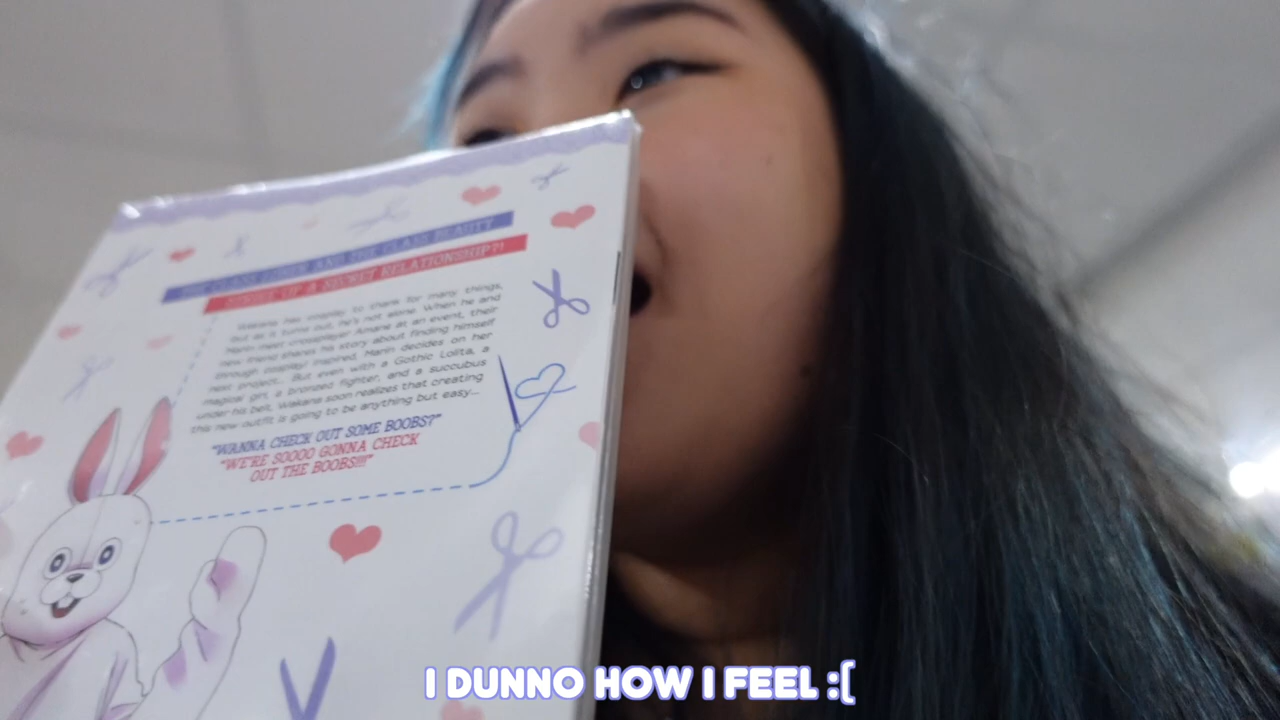 THE CLASS LONER AND THE CLASS BEAUTY
STRIKE UP A SECRET RELATIONSHIP?!
Wakana has cosplay to thank for many things,
but as it turns out, he's not alone. When he and
Marin meet crossplayer Amane at an event, their
new friend shares his story about finding himself
through cosplay! Inspired, Marin decides on her
next project... But even with a Gothic Lolita, a
magical girl, a bronzed fighter, and a succubus
under his belt, Wakana soon realizes that creating
this new outfit is going to be anything but easy...
"WANNA CHECK OUT SOME BOOBS?"
"WE'RE SOOOO GONNA CHECK
OUT THE BOOBS!!!"
I DUNNO HOW I FEEL :[